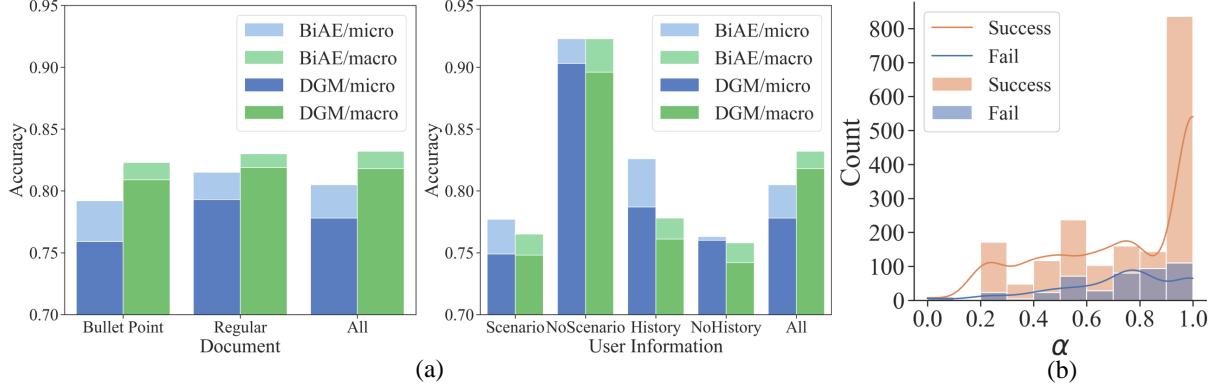 0.95
0.90
0.85
0.80
0.75
0.70
Accuracy
BiAE/micro
BiAE/macro
DGM/micro
DGM/macro
Bullet Point Regular All
Document
0.95
0.90
0.85
0.80
0.75
0.70
Accuracy
BiAE/micro
BiAE/macro
DGM/micro
DGM/macro
Scenario NoScenario History NoHistory All
User Information
(a)
800
700
600
500
400
300
200
100
0
Count
Success
Fail
Success
Fail
0.0 0.2 0.4 0.6 0.8 1.0
α
(b)